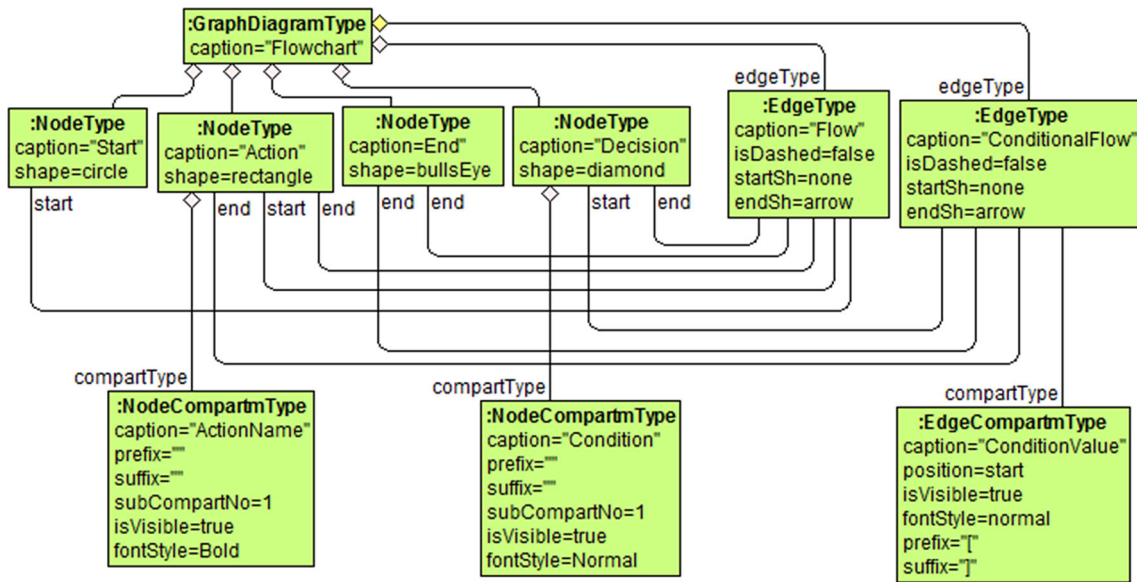 :GraphDiagramType
caption="Flowchart"
edgeType
edgeType
:NodeType
caption="Start"
shape=circle
:NodeType
caption="Action"
shape=rectangle
:NodeType
caption=End"
shape=bullsEye
:NodeType
caption="Decision"
shape=diamond
:EdgeType
caption="Flow"
isDashed=false
startSh=none
endSh=arrow
:EdgeType
caption="ConditionalFlow"
isDashed=false
startSh=none
endSh=arrow
start
end
start
end
end
end
start
end
compartType
compartType
compartType
:NodeCompartmType
caption="ActionName"
prefix=""
suffix=""
subCompartNo=1
isVisible=true
fontStyle=Bold
:NodeCompartmType
caption="Condition"
prefix=""
suffix=""
subCompartNo=1
isVisible=true
fontStyle=Normal
:EdgeCompartmType
caption="ConditionValue"
position=start
isVisible=true
fontStyle=normal
prefix="["
suffix="]"